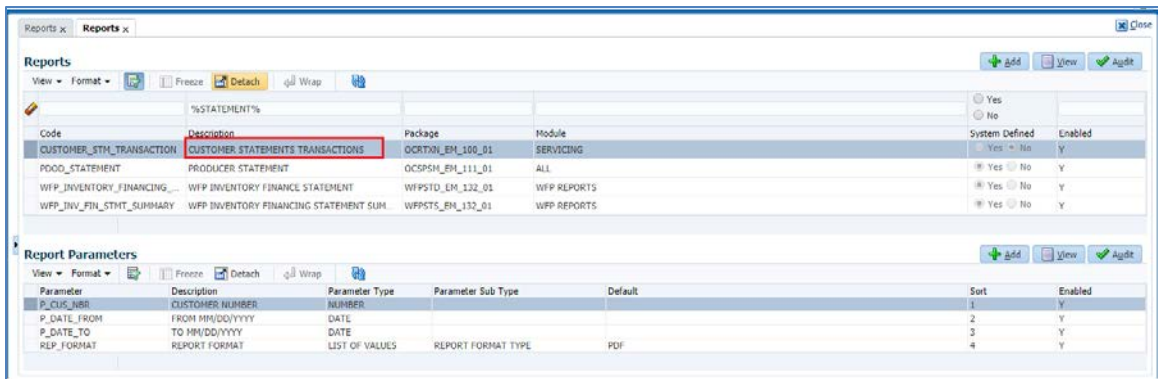 Reports x Reports x Close
Reports Add View Audit
View Format Freeze Detach Wrap
%STATEMENT% Yes
No
Code Description Package Module System Defined Enabled
CUSTOMER_STM_TRANSACTION CUSTOMER STATEMENTS TRANSACTIONS OCRTXN_EM_100_01 SERVICING Yes No Y
PDOD_STATEMENT PRODUCER STATEMENT OCSPSM_EM_111_01 ALL Yes No Y
WFP_INVENTORY_FINANCING_... WFP INVENTORY FINANCE STATEMENT WFPSTD_EM_132_01 WFP REPORTS Yes No Y
WFP_INV_FIN_STMT_SUMMARY WFP INVENTORY FINANCING STATEMENT SUM... WFPSTS_EM_132_01 WFP REPORTS Yes No Y
Report Parameters Add View Audit
View Format Freeze Detach Wrap
Parameter Description Parameter Type Parameter Sub Type Default Sort Enabled
P_CUS_NBR CUSTOMER NUMBER NUMBER 1 Y
P_DATE_FROM FROM MM/DD/YYYY DATE 2 Y
P_DATE_TO TO MM/DD/YYYY DATE 3 Y
REP_FORMAT REPORT FORMAT LIST OF VALUES REPORT FORMAT TYPE PDF 4 Y